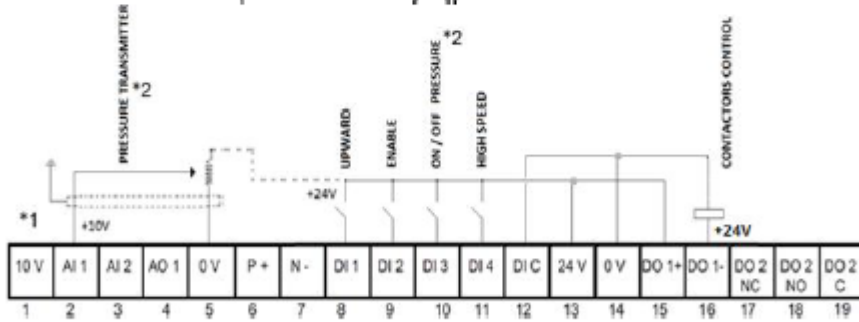 PRESSURE TRANSMITTER
*2
UPWARD
ENABLE
ON / OFF PRESSURE
*2
HIGH SPEED
CONTACTORS CONTROL
*1
+10V
+24V
+24V
10 V AI 1 AI 2 AO 1 0 V P + N - DI 1 DI 2 DI 3 DI 4 DI C 24 V 0 V DO 1+ DO 1- DO 2 NC DO 2 NO DO 2 C
1 2 3 4 5 6 7 8 9 10 11 12 13 14 15 16 17 18 19